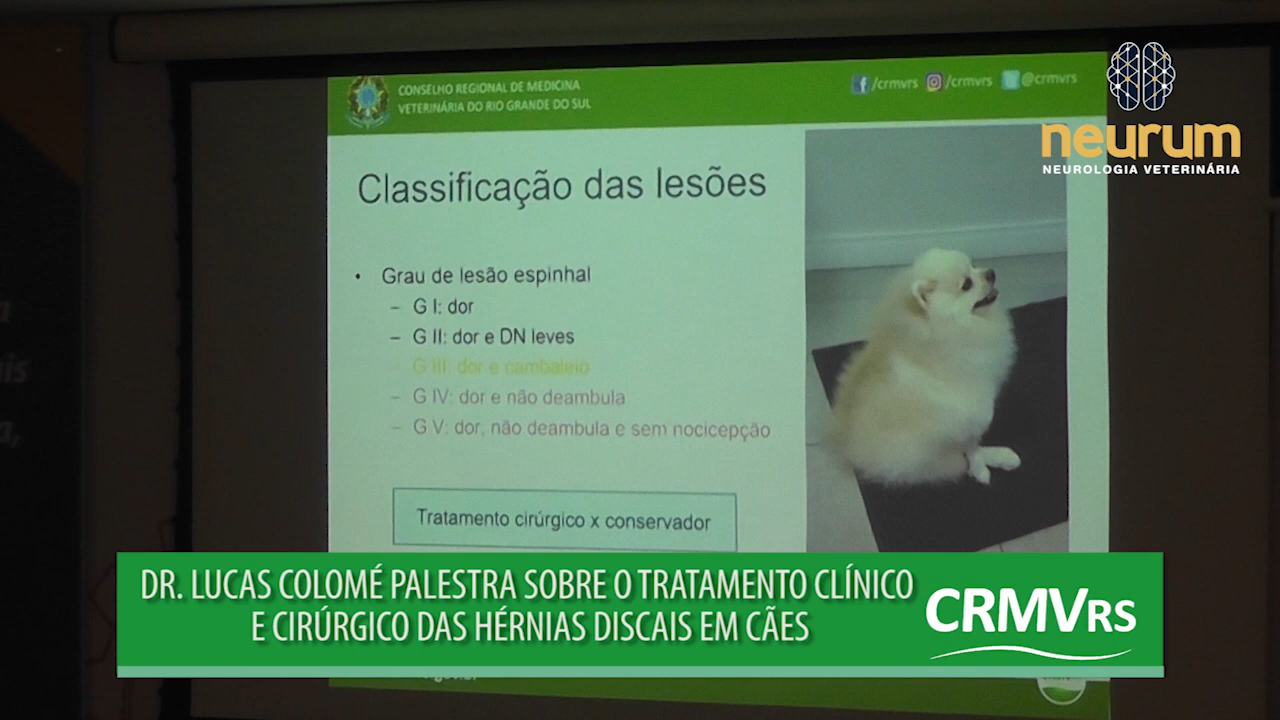 CONSELHO REGIONAL DE MEDICINA
VETERINÁRIA DO RIO GRANDE DO SUL
/crmvrs /crmvrs @crmvrs
neurum
NEUROLOGIA VETERINÁRIA
Classificação das lesões
• Grau de lesão espinhal
– G I: dor
– G II: dor e DN leves
– G III: dor e cambaleio
– G IV: dor e não deambula
– G V: dor, não deambula e sem nocicepção
Tratamento cirúrgico x conservador
DR. LUCAS COLOMÉ PALESTRA SOBRE O TRATAMENTO CLÍNICO
E CIRÚRGICO DAS HÉRNIAS DISCAIS EM CÃES
CRMVRS